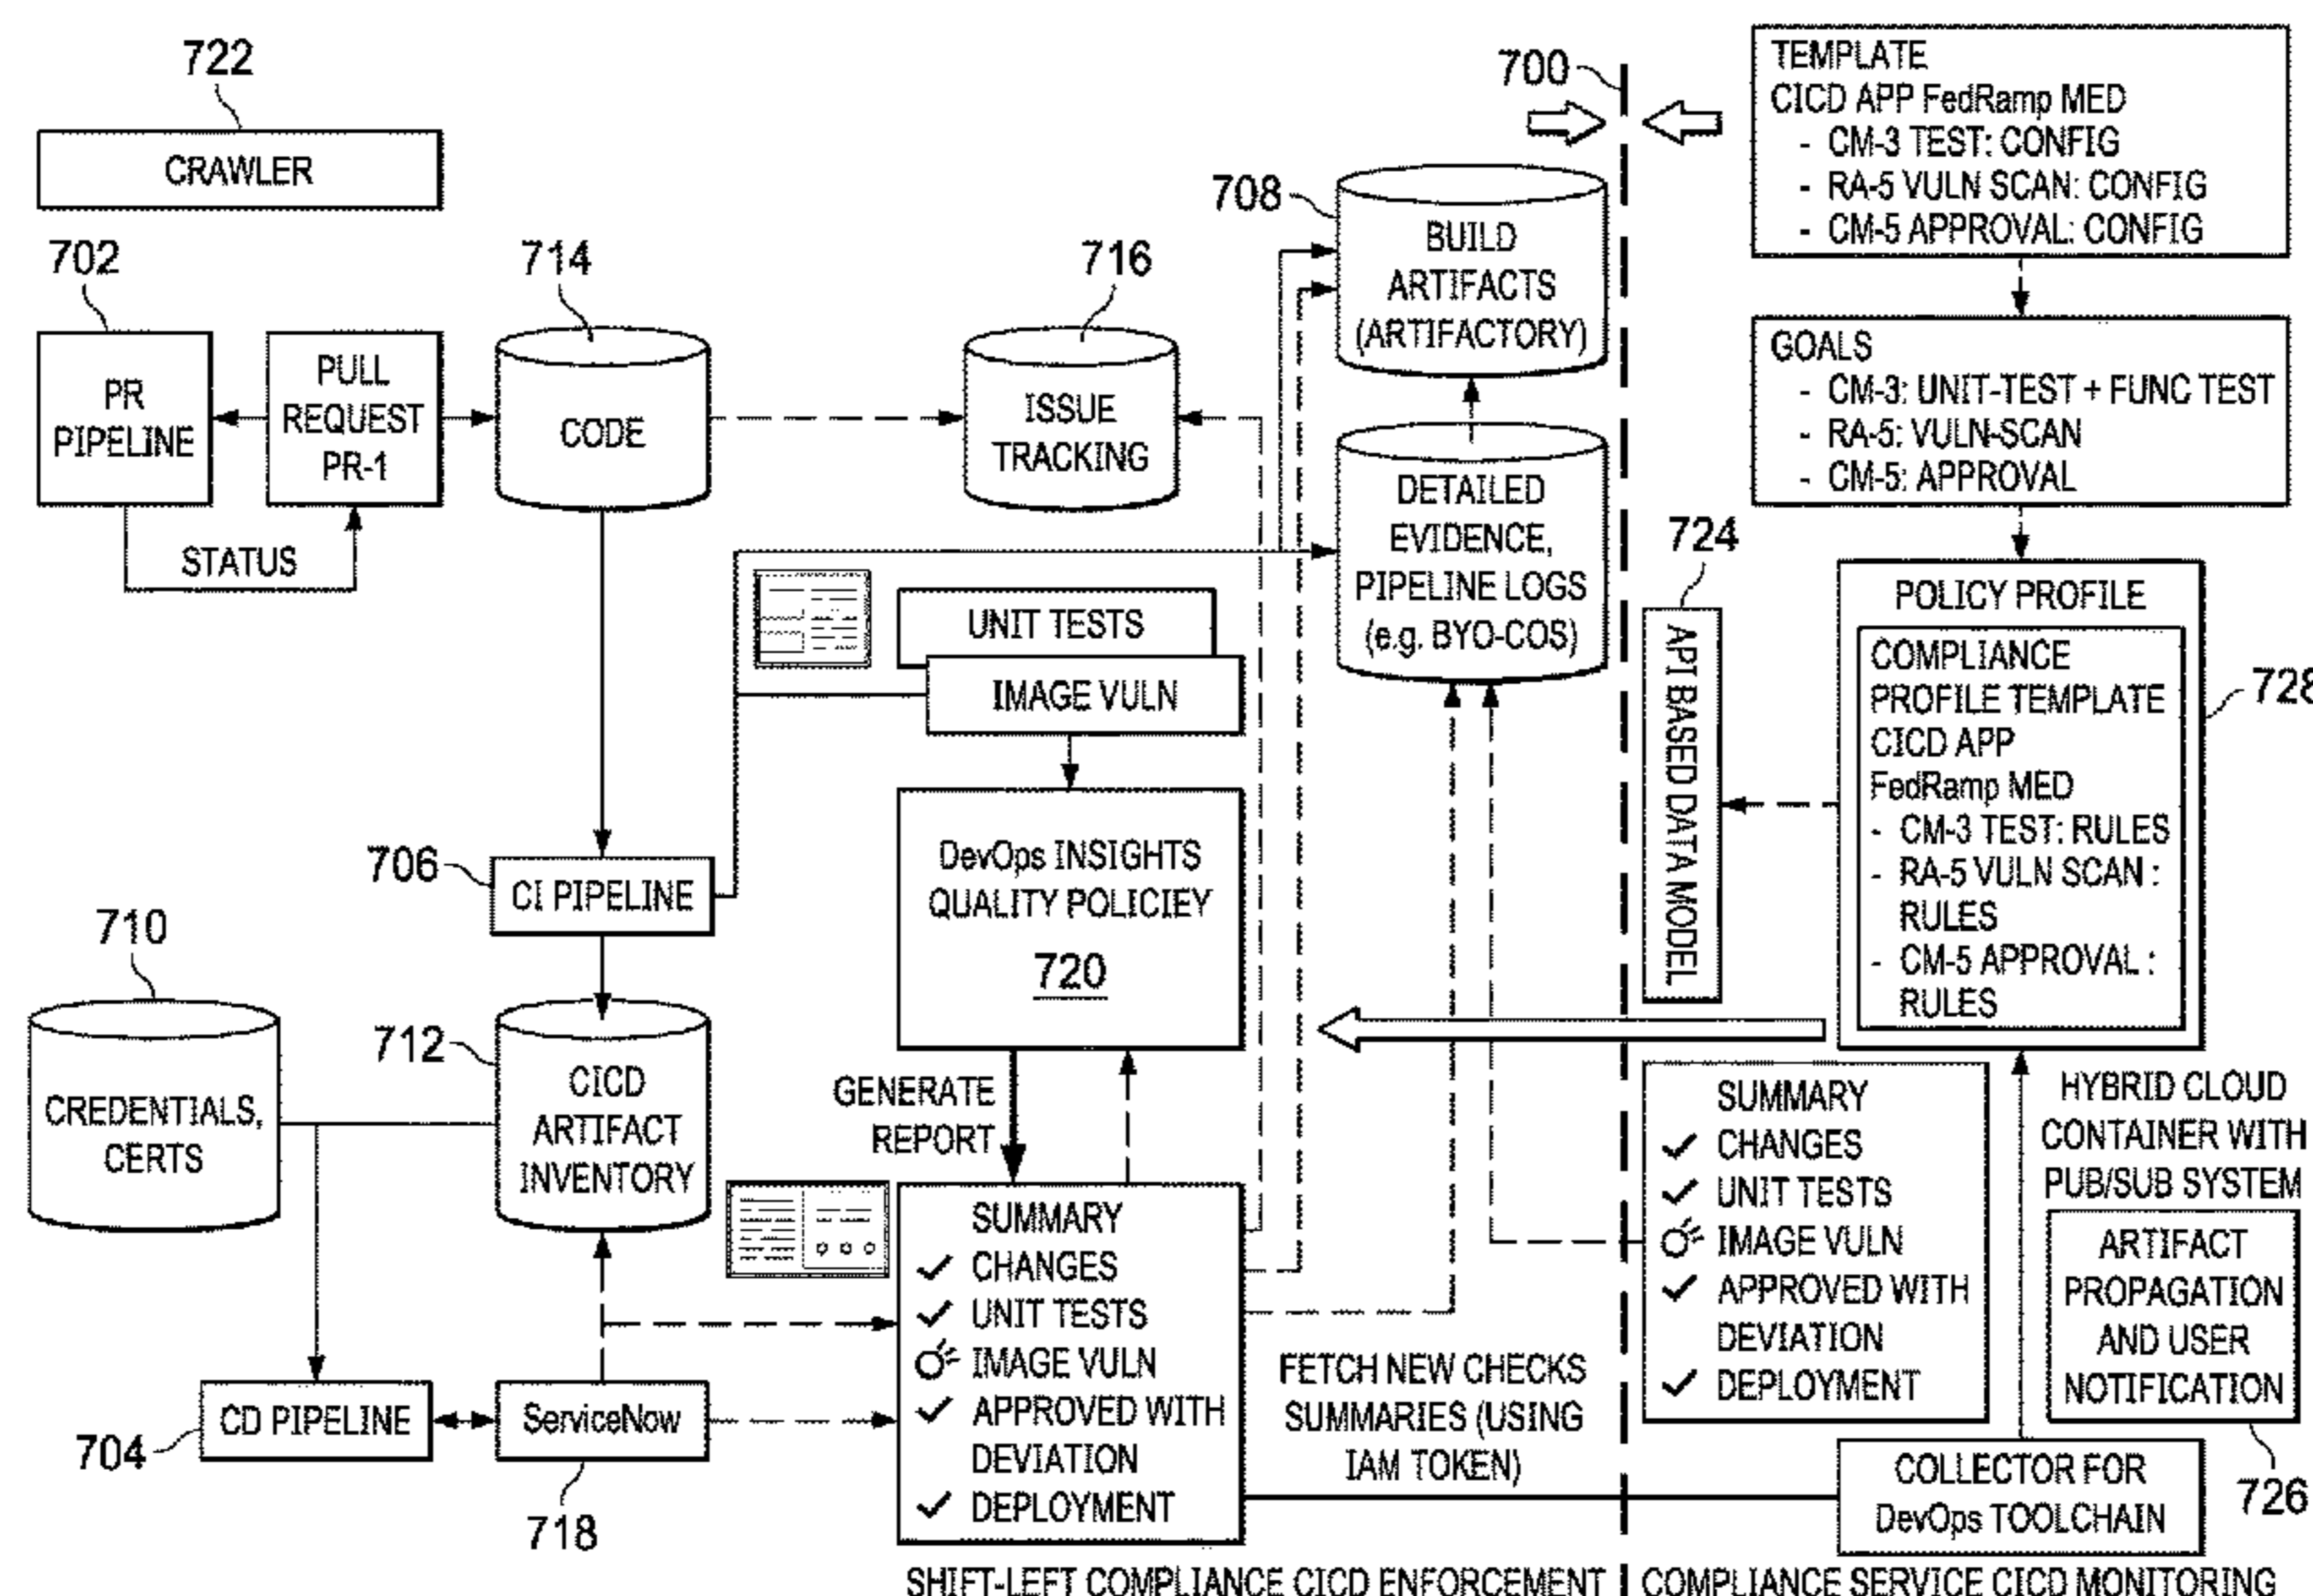 722
CRAWLER
702
PR
PIPELINE
PULL
REQUEST
PR-1
STATUS
714
CODE
716
ISSUE
TRACKING
708
BUILD
ARTIFACTS
(ARTIFACTORY)
DETAILED
EVIDENCE,
PIPELINE LOGS
(e.g. BYO-COS)
700
TEMPLATE
CICD APP FedRamp MED
- CM-3 TEST: CONFIG
- RA-5 VULN SCAN: CONFIG
- CM-5 APPROVAL: CONFIG
GOALS
- CM-3: UNIT-TEST + FUNC TEST
- RA-5: VULN-SCAN
- CM-5: APPROVAL
724
API BASED DATA MODEL
POLICY PROFILE
COMPLIANCE
PROFILE TEMPLATE
CICD APP
FedRamp MED
- CM-3 TEST: RULES
- RA-5 VULN SCAN :
RULES
- CM-5 APPROVAL :
RULES
728
UNIT TESTS
IMAGE VULN
DevOps INSIGHTS
QUALITY POLICIEY
720
706
CI PIPELINE
710
CREDENTIALS,
CERTS
712
CICD
ARTIFACT
INVENTORY
GENERATE
REPORT
SUMMARY
✓ CHANGES
✓ UNIT TESTS
IMAGE VULN
✓ APPROVED WITH
DEVIATION
✓ DEPLOYMENT
704
CD PIPELINE
ServiceNow
718
FETCH NEW CHECKS
SUMMARIES (USING
IAM TOKEN)
SUMMARY
✓ CHANGES
✓ UNIT TESTS
IMAGE VULN
✓ APPROVED WITH
DEVIATION
✓ DEPLOYMENT
HYBRID CLOUD
CONTAINER WITH
PUB/SUB SYSTEM
ARTIFACT
PROPAGATION
AND USER
NOTIFICATION
726
COLLECTOR FOR
DevOps TOOLCHAIN
SHIFT-LEFT COMPLIANCE CICD ENFORCEMENT
COMPLIANCE SERVICE CICD MONITORING